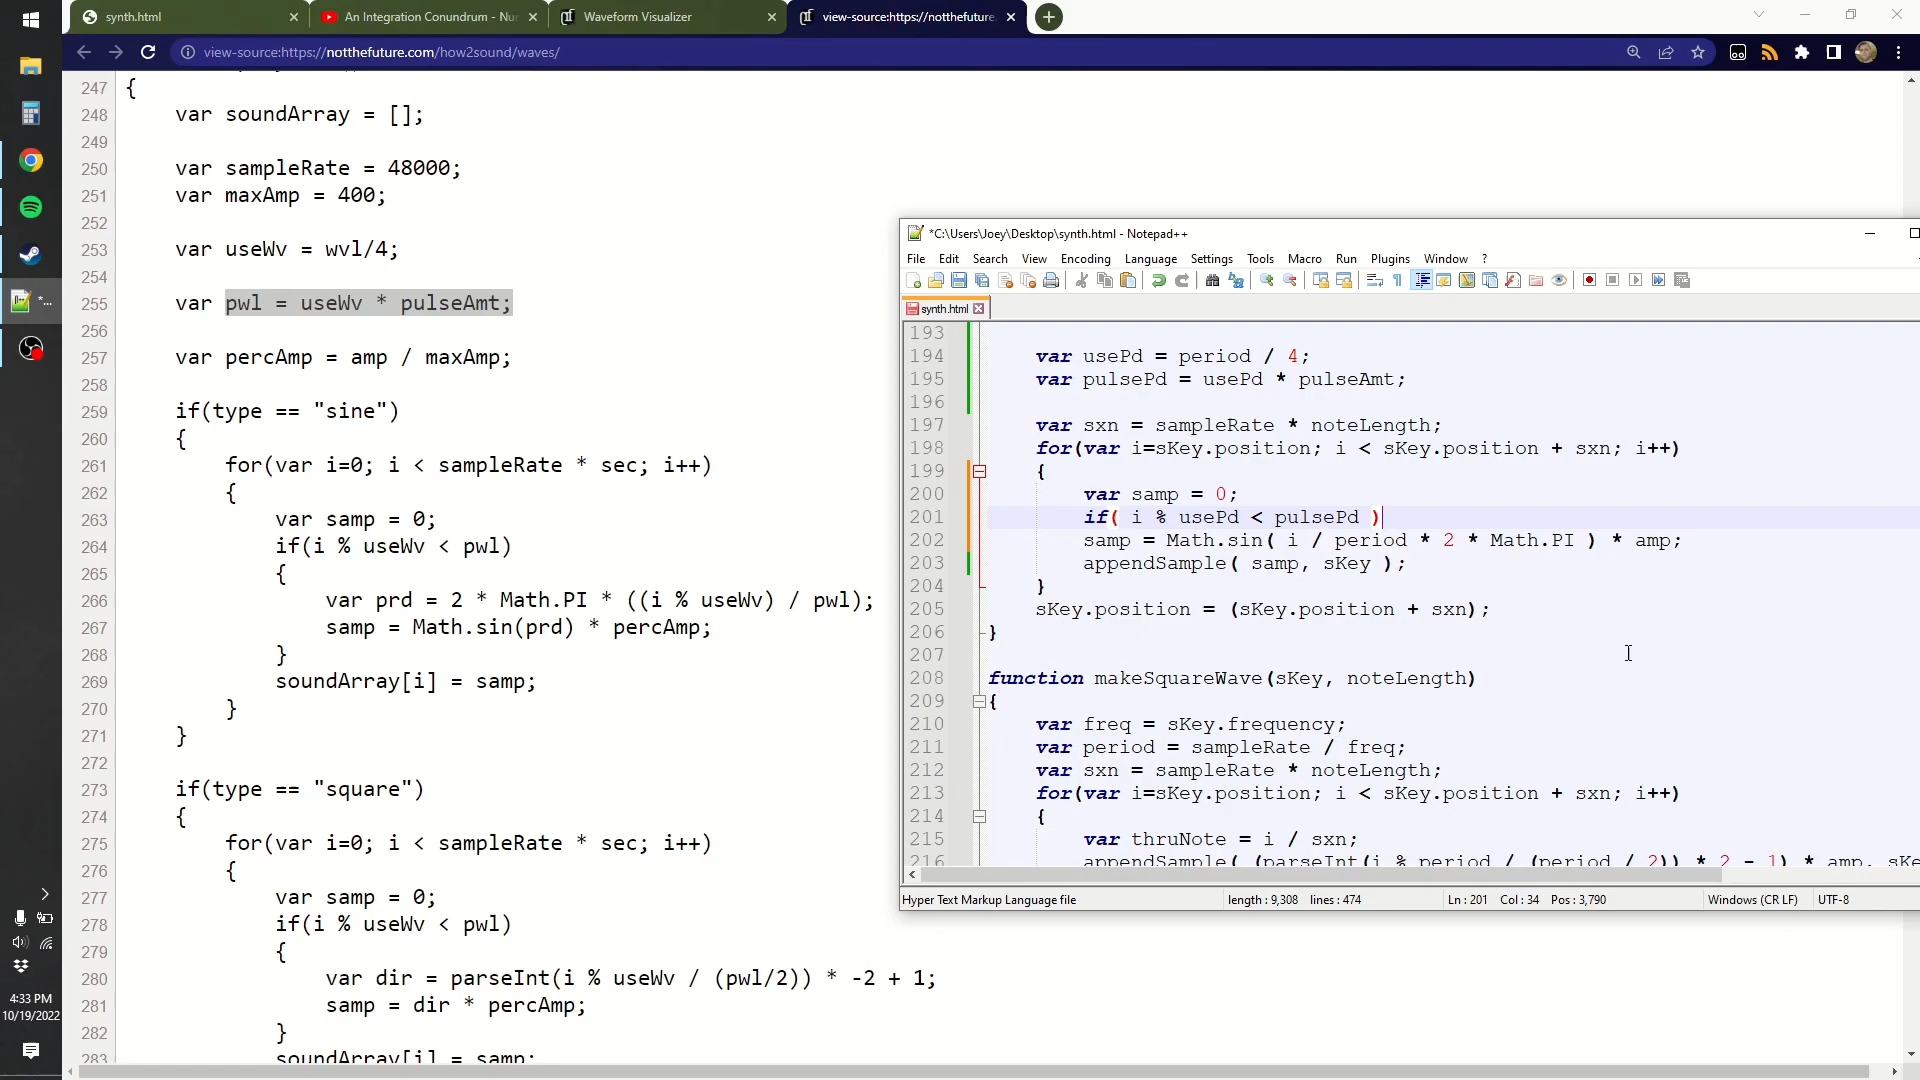 synth.html
An Integration Conundrum - Nu
Waveform Visualizer
view-source:https://notthefuture.
view-source:https://notthefuture.com/how2sound/waves/
247 {
248 var soundArray = [];
249
250 var sampleRate = 48000;
251 var maxAmp = 400;
252
253 var useWv = wvl/4;
254
255 var pwl = useWv * pulseAmt;
256
257 var percAmp = amp / maxAmp;
258
259 if(type == "sine")
260 {
261 for(var i=0; i < sampleRate * sec; i++)
262 {
263 var samp = 0;
264 if(i % useWv < pwl)
265 {
266 var prd = 2 * Math.PI * ((i % useWv) / pwl);
267 samp = Math.sin(prd) * percAmp;
268 }
269 soundArray[i] = samp;
270 }
271 }
272
273 if(type == "square")
274 {
275 for(var i=0; i < sampleRate * sec; i++)
276 {
277 var samp = 0;
278 if(i % useWv < pwl)
279 {
280 var dir = parseInt(i % useWv / (pwl/2)) * -2 + 1;
281 samp = dir * percAmp;
282 }
283 soundArray[i] = samp;
*C:\Users\Joey\Desktop\synth.html - Notepad++
File Edit Search View Encoding Language Settings Tools Macro Run Plugins Window ?
synth.html
193
194 var usePd = period / 4;
195 var pulsePd = usePd * pulseAmt;
196
197 var sxn = sampleRate * noteLength;
198 for(var i=sKey.position; i < sKey.position + sxn; i++)
199 {
200 var samp = 0;
201 if( i % usePd < pulsePd )
202 samp = Math.sin( i / period * 2 * Math.PI ) * amp;
203 appendSample( samp, sKey );
204 }
205 sKey.position = (sKey.position + sxn);
206 }
207
208 function makeSquareWave(sKey, noteLength)
209 {
210 var freq = sKey.frequency;
211 var period = sampleRate / freq;
212 var sxn = sampleRate * noteLength;
213 for(var i=sKey.position; i < sKey.position + sxn; i++)
214 {
215 var thruNote = i / sxn;
216 appendSample( (parseInt(i % period / (period / 2)) * 2 - 1) * amp, sKe
Hyper Text Markup Language file length : 9,308 lines : 474 Ln : 201 Col : 34 Pos : 3,790 Windows (CR LF) UTF-8
*...
4:33 PM
10/19/2022